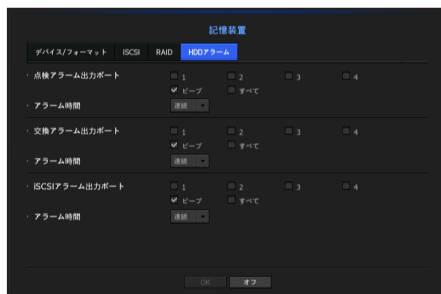 記憶装置
デバイス/フォーマット iSCSI RAID HDDアラーム
点検アラーム出力ポート 1 2 3 4
ビープ すべて
アラーム時間 連続
交換アラーム出力ポート 1 2 3 4
ビープ すべて
アラーム時間 連続
iSCSIアラーム出力ポート 1 2 3 4
ビープ すべて
アラーム時間 連続
OK オフ